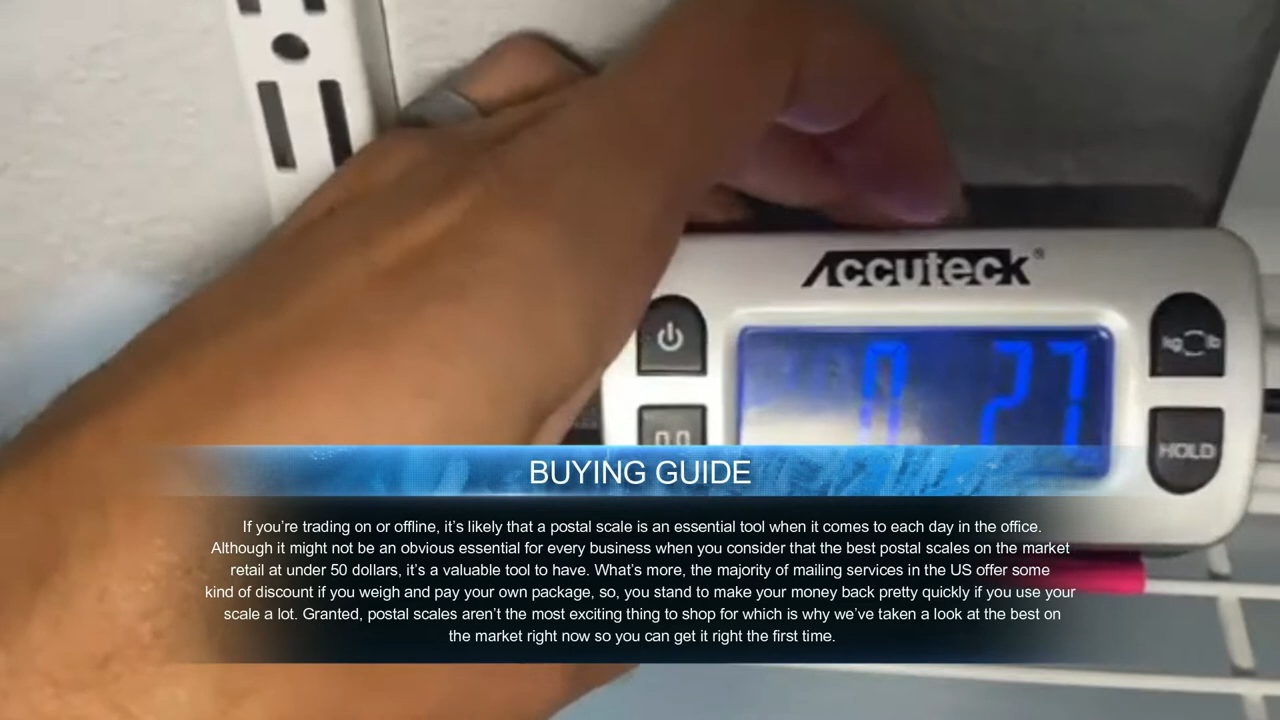 Accuteck®
kg lb
0 27
0.0
HOLD
BUYING GUIDE
If you're trading on or offline, it's likely that a postal scale is an essential tool when it comes to each day in the office.
Although it might not be an obvious essential for every business when you consider that the best postal scales on the market
retail at under 50 dollars, it's a valuable tool to have. What's more, the majority of mailing services in the US offer some
kind of discount if you weigh and pay your own package, so, you stand to make your money back pretty quickly if you use your
scale a lot. Granted, postal scales aren't the most exciting thing to shop for which is why we've taken a look at the best on
the market right now so you can get it right the first time.